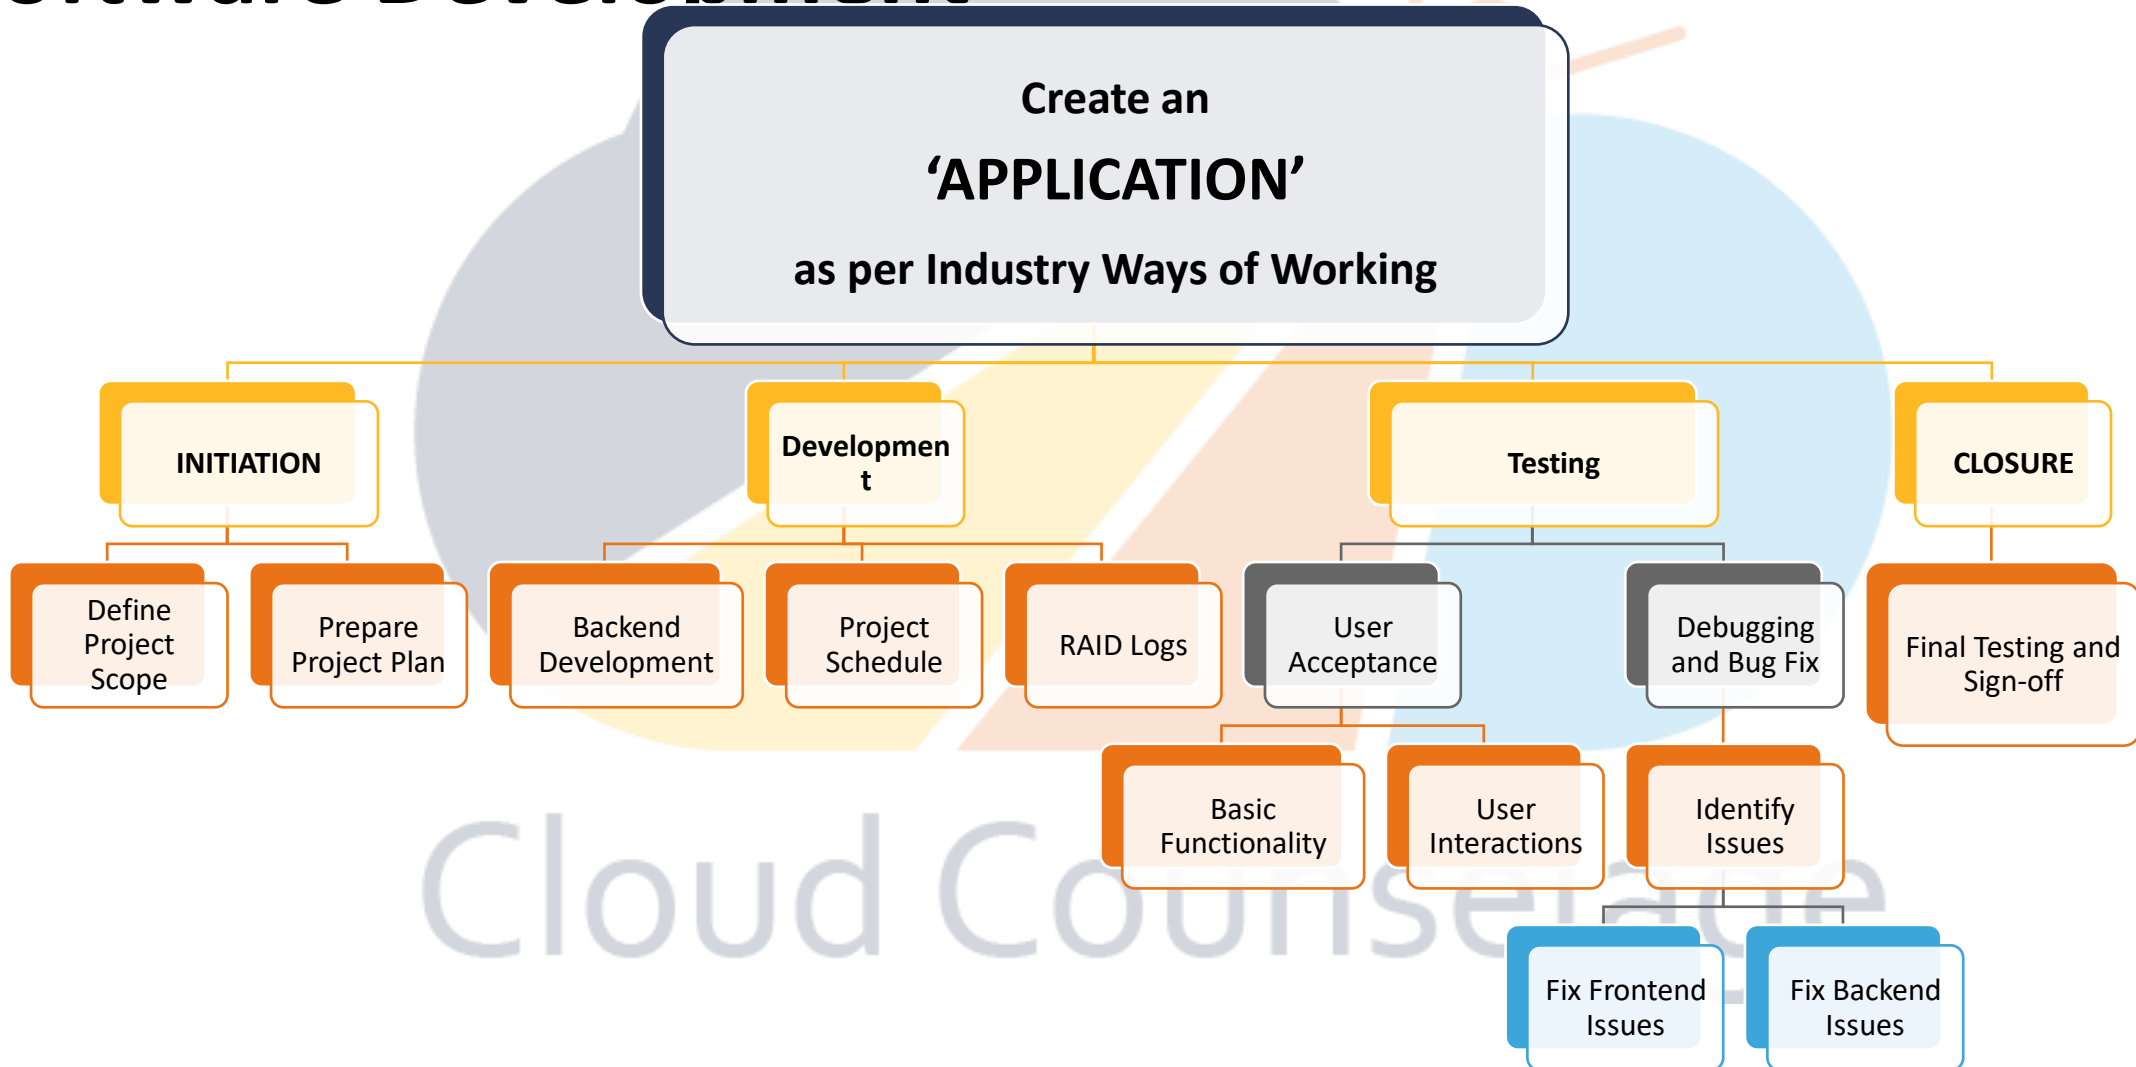 Software Development
Create an
‘APPLICATION’
as per Industry Ways of Working
INITIATION
Developmen
t
Testing
CLOSURE
Define
Project
Scope
Prepare
Project Plan
Backend
Development
Project
Schedule
RAID Logs
User
Acceptance
Debugging
and Bug Fix
Final Testing and
Sign-off
Basic
Functionality
User
Interactions
Identify
Issues
Fix Frontend
Issues
Fix Backend
Issues
Cloud Counselage